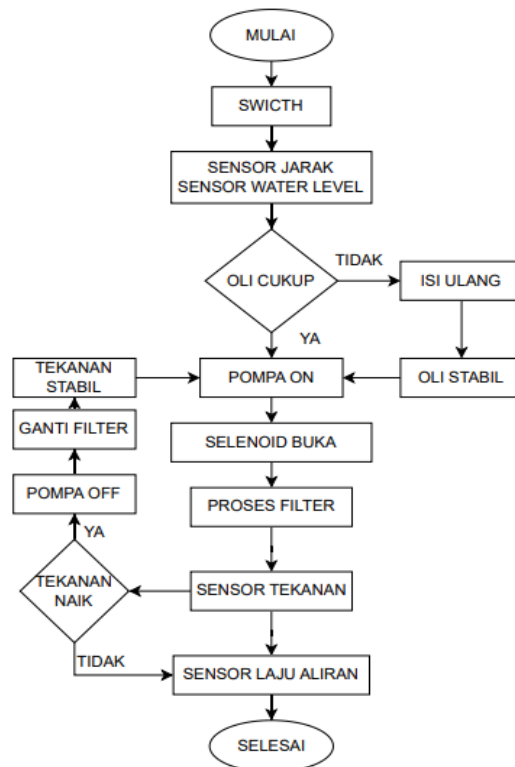 MULAI
SWICTH
SENSOR JARAK
SENSOR WATER LEVEL
OLI CUKUP
TIDAK
ISI ULANG
YA
TEKANAN
STABIL
POMPA ON
OLI STABIL
GANTI FILTER
SELENOID BUKA
POMPA OFF
PROSES FILTER
YA
TEKANAN
NAIK
SENSOR TEKANAN
TIDAK
SENSOR LAJU ALIRAN
SELESAI